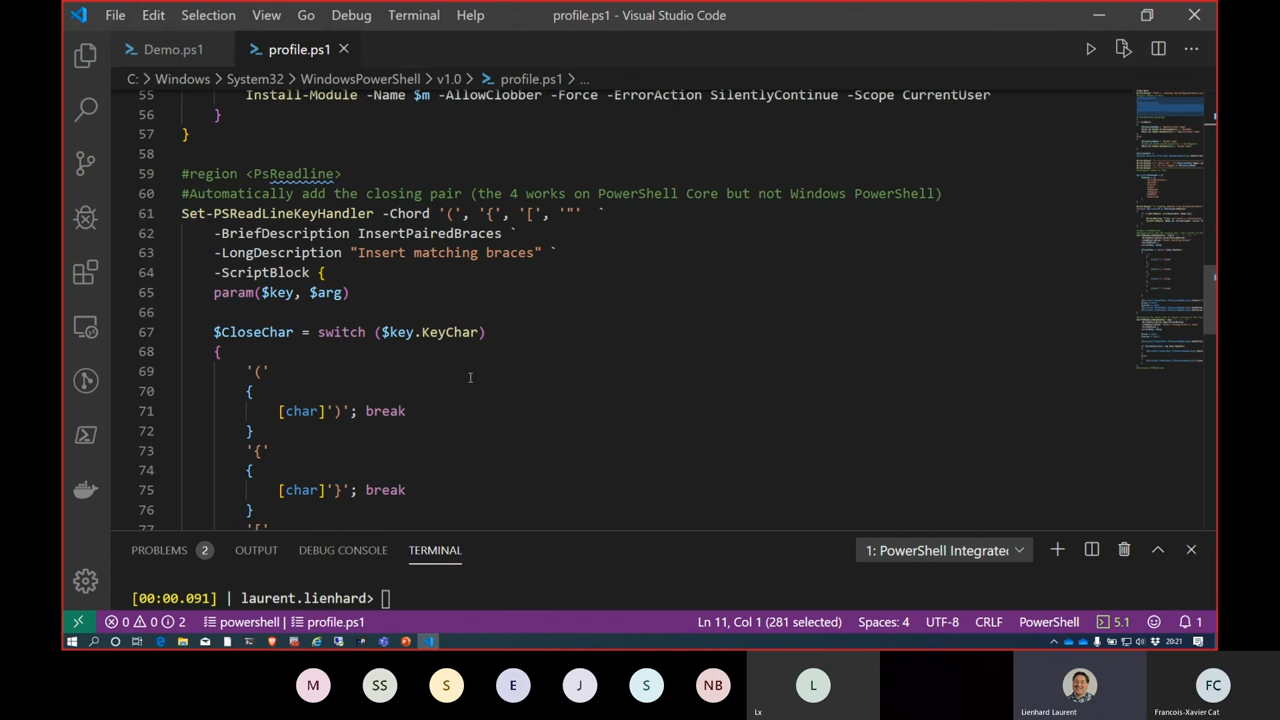 File Edit Selection View Go Debug Terminal Help profile.ps1 - Visual Studio Code
Demo.ps1 profile.ps1
C: > Windows > System32 > WindowsPowerShell > v1.0 > profile.ps1 > ...
55 Install-Module -Name $m -AllowClobber -Force -ErrorAction SilentlyContinue -Scope CurrentUser
56 }
57 }
58
59 #region <PsReadline>
60 #Automatically add the closing pair (the 4 works on PowerShell Core but not Windows PowerShell)
61 Set-PSReadLineKeyHandler -Chord '(', '{', '[', '"' `
62 -BriefDescription InsertPairedBraces `
63 -LongDescription "Insert matching braces" `
64 -ScriptBlock {
65 param($key, $arg)
66
67 $CloseChar = switch ($key.KeyChar)
68 {
69 '('
70 {
71 [char]')'; break
72 }
73 '{'
74 {
75 [char]'}'; break
76 }
77 '['
PROBLEMS 2 OUTPUT DEBUG CONSOLE TERMINAL 1: PowerShell Integrate
[00:00.091] | laurent.lienhard>
0 0 2 powershell | profile.ps1 Ln 11, Col 1 (281 selected) Spaces: 4 UTF-8 CRLF PowerShell 5.1 1
20:21
M SS S E J S NB L FC
Lx Lienhard Laurent Francois-Xavier Cat